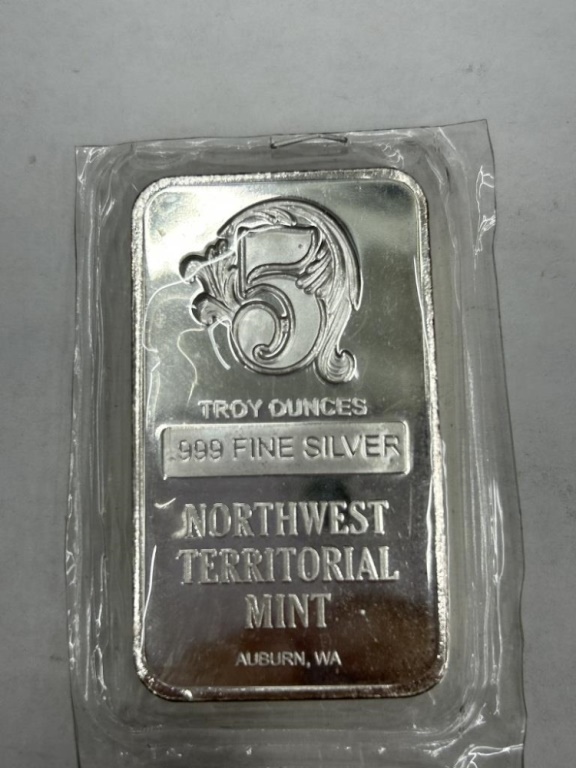 5
TROY OUNCES
.999 FINE SILVER
NORTHWEST
TERRITORIAL
MINT
AUBURN, WA